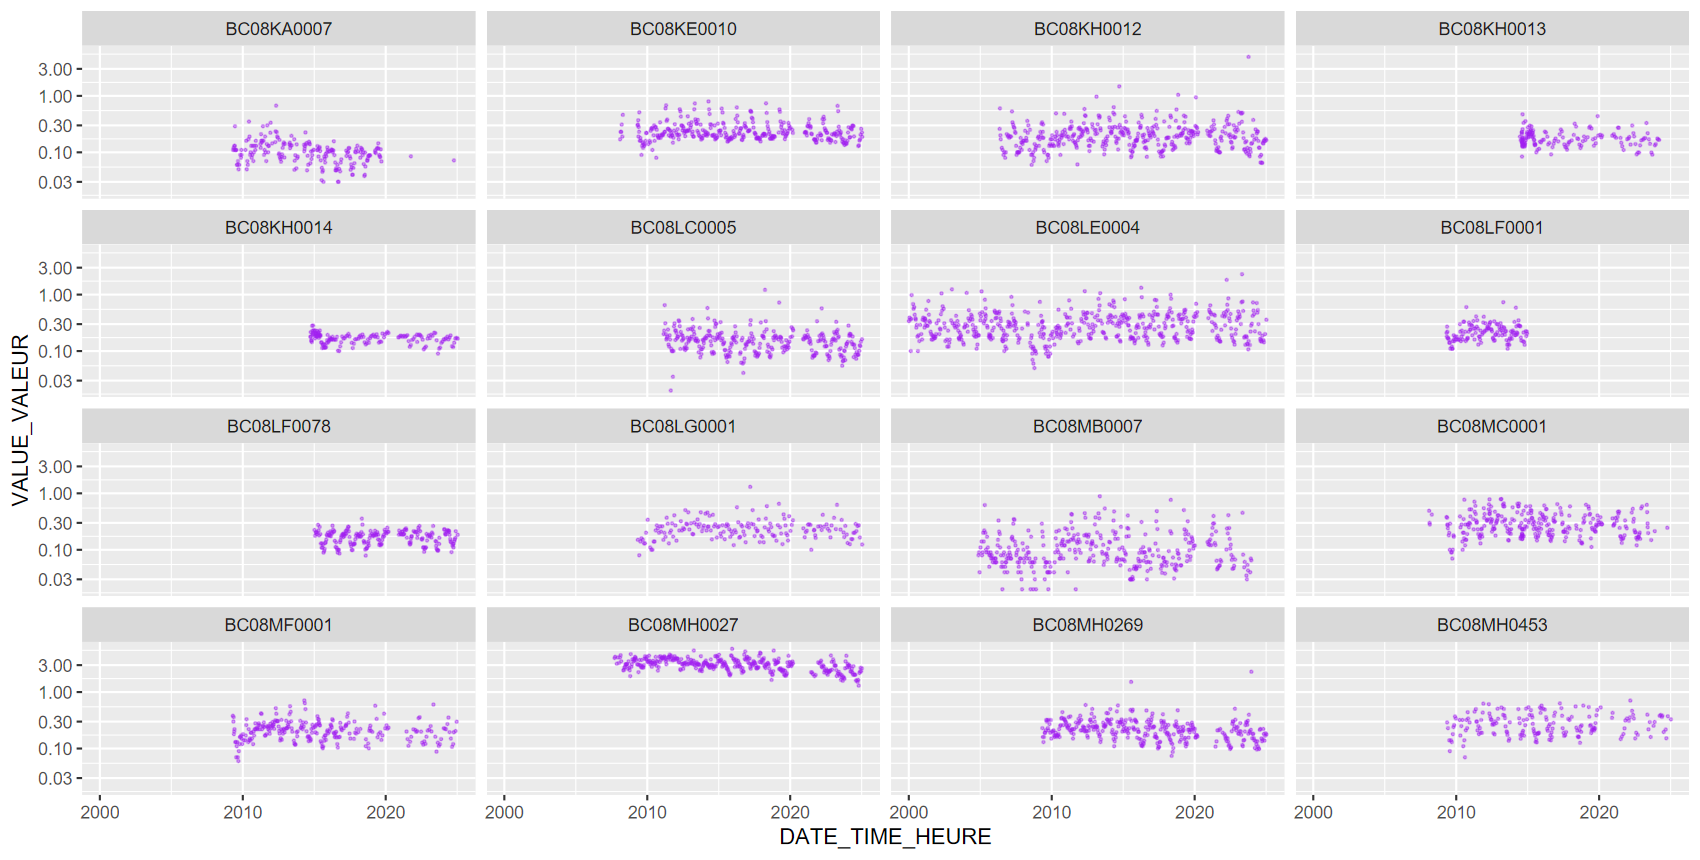 BC08KA0007 BC08KE0010 BC08KH0012 BC08KH0013
3.00
1.00
0.30
0.10
0.03
BC08KH0014 BC08LC0005 BC08LE0004 BC08LF0001
3.00
1.00
0.30
0.10
0.03
VALUE_VALEUR
BC08LF0078 BC08LG0001 BC08MB0007 BC08MC0001
3.00
1.00
0.30
0.10
0.03
BC08MF0001 BC08MH0027 BC08MH0269 BC08MH0453
3.00
1.00
0.30
0.10
0.03
2000 2010 2020 2000 2010 2020 2000 2010 2020 2000 2010 2020
DATE_TIME_HEURE